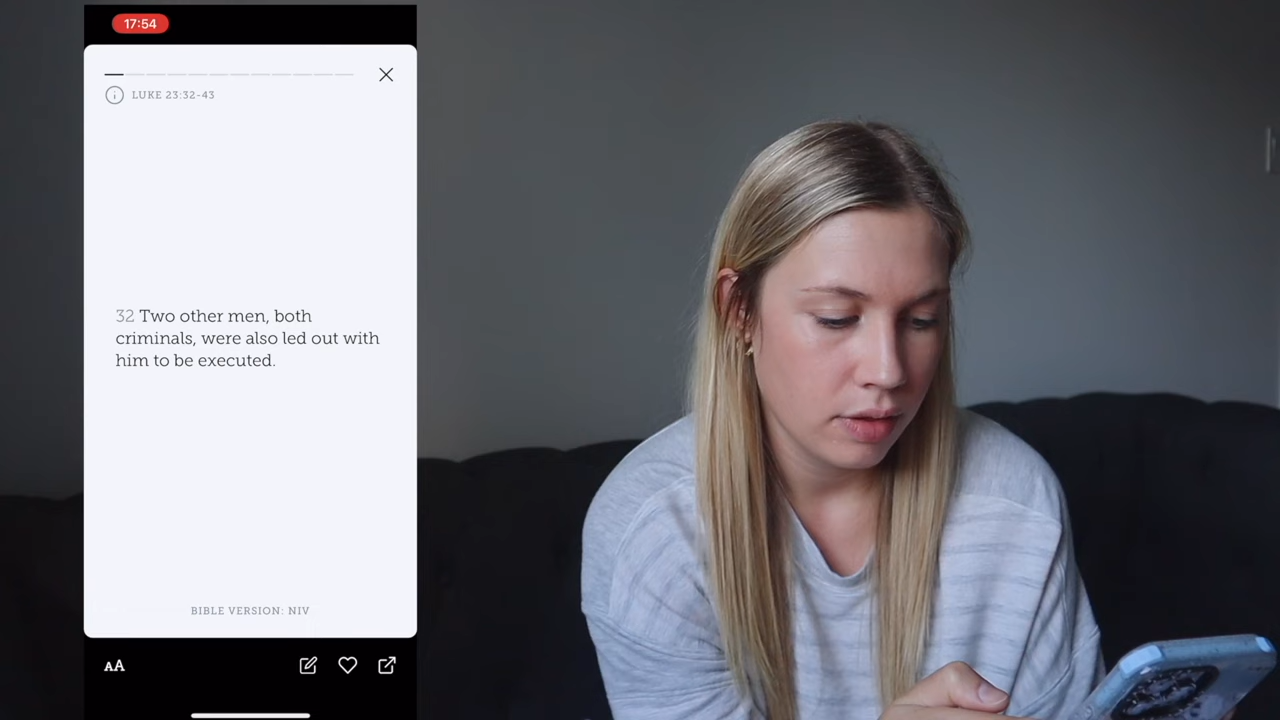 17:54
LUKE 23:32-43
32 Two other men, both
criminals, were also led out with
him to be executed.
BIBLE VERSION: NIV
AA